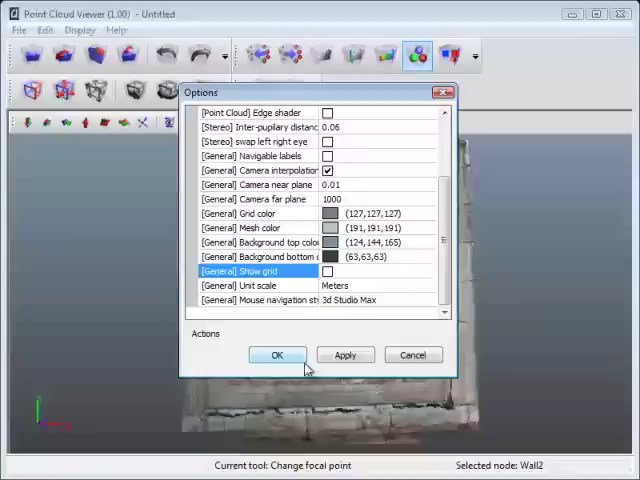 Point Cloud Viewer (1.00) - Untitled
File Edit Display Help
Options
[Point Cloud] Edge shader
[Stereo] Inter-pupilary distanc 0.06
[Stereo] swap left right eye
[General] Navigable labels
[General] Camera interpolation
[General] Camera near plane 0.01
[General] Camera far plane 1000
[General] Grid color (127,127,127)
[General] Mesh color (191,191,191)
[General] Background top colo (124,144,165)
[General] Background bottom c (63,63,63)
[General] Show grid
[General] Unit scale Meters
[General] Mouse navigation sty 3d Studio Max
Actions
OK Apply Cancel
Current tool: Change focal point Selected node: Wall2